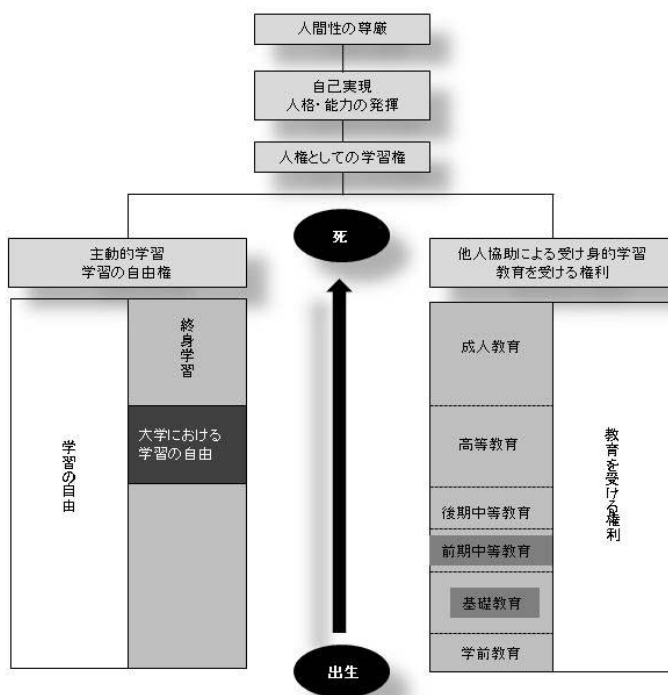 人間性の尊厳
自己実現
人格・能力の発揮
人権としての学習権
死
主動的学習
学習の自由権
他人協助による受け身的学習
教育を受ける権利
学習の自由
終身学習
大学における
学習の自由
成人教育
高等教育
後期中等教育
前期中等教育
基礎教育
学前教育
教育を受ける権利
出生